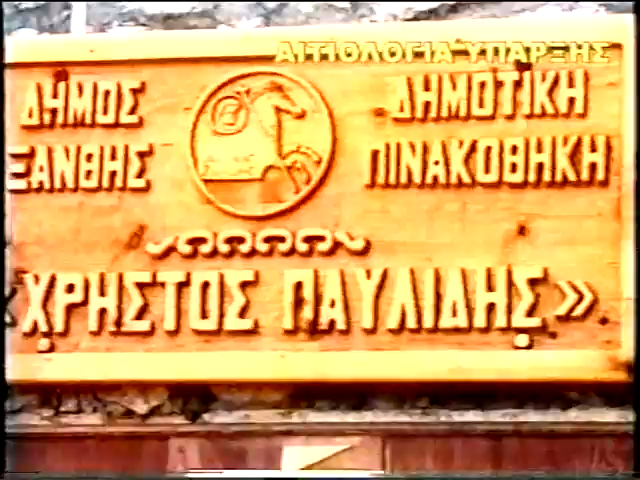 ΑΙΤΙΟΛΟΓΙΑ ΥΠΑΡΞΗΣ
ΔΗΜΟΣ
ΞΑΝΘΗΣ
ΔΗΜΟΤΙΚΗ
ΠΙΝΑΚΟΘΗΚΗ
«ΧΡΗΣΤΟΣ ΠΑΥΛΙΔΗΣ»